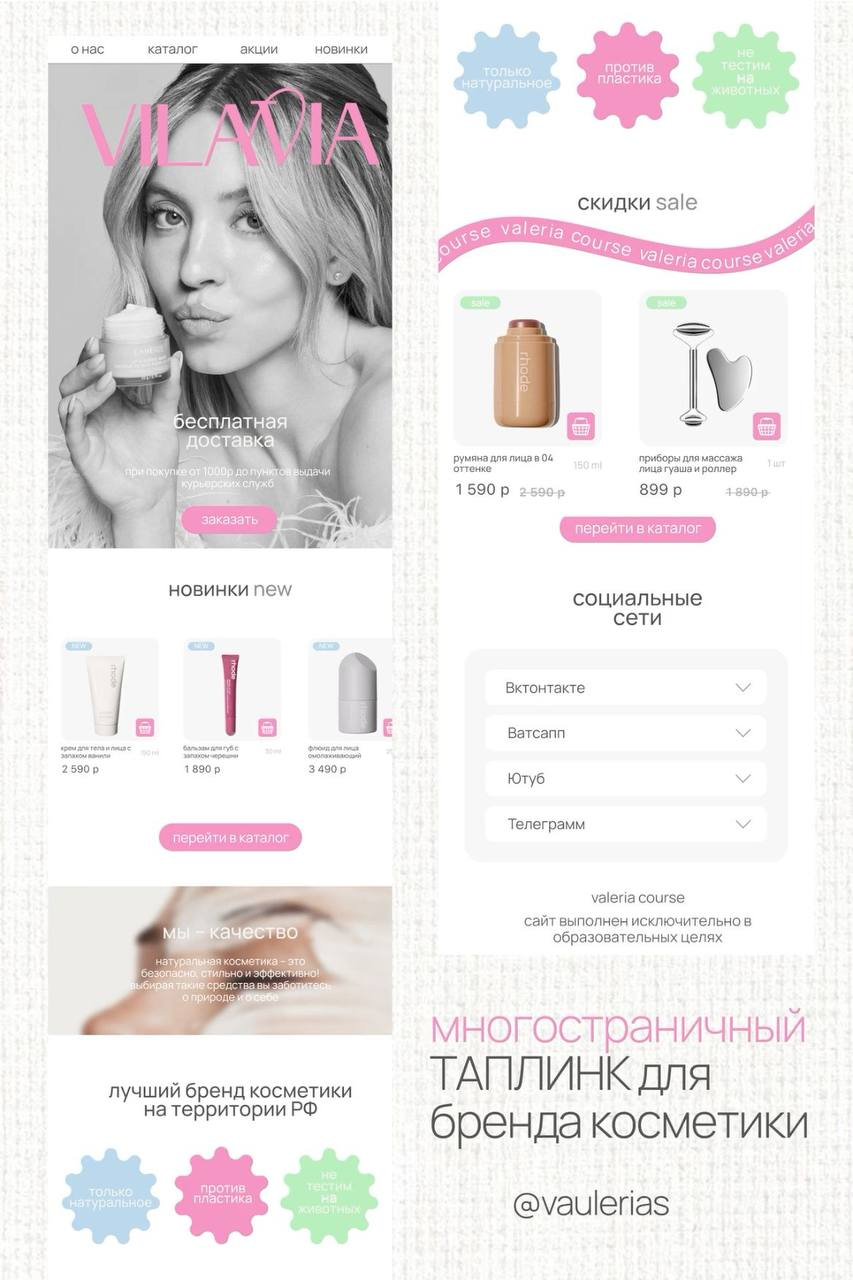 о нас каталог акции новинки
VILAVIA
бесплатная
доставка
при покупке от 1000р до пунктов выдачи
курьерских служб
заказать
новинки new
NEW
rhode
крем для тела и лица с
запахом ванили
150 ml
2 590 р
NEW
rhode
бальзам для губ с
запахом черешни
50 ml
1 890 р
NEW
флюид для лица
омолаживающий
3 490 р
перейти в каталог
мы – качество
натуральная косметика – это
безопасно, стильно и эффективно!
выбирая такие средства вы заботитесь
о природе и о себе
лучший бренд косметики
на территории РФ
только
натуральное
против
пластика
не
тестим
на
животных
только
натуральное
против
пластика
не
тестим
на
животных
скидки sale
ourse valeria course valeria course valeria
sale
rhode
румяна для лица в 04
оттенке
150 ml
1 590 р 2 590 р
sale
приборы для массажа
лица гуаша и роллер
1 шт
899 р 1 890 р
перейти в каталог
социальные
сети
Вктонтакте
Ватсапп
Ютуб
Телеграмм
valeria course
сайт выполнен исключительно в
образовательных целях
многостраничный
ТАПЛИНК для
бренда косметики
@vaulerias